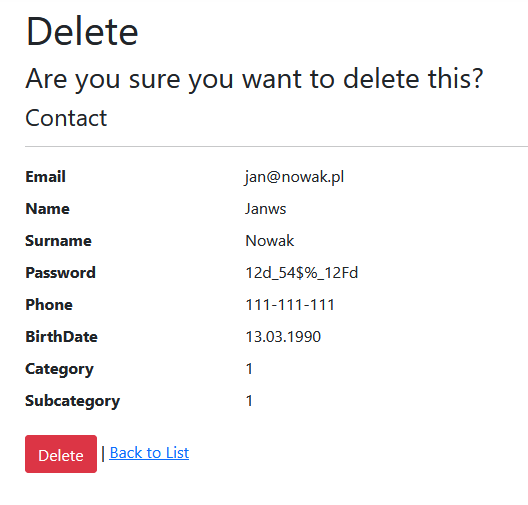 Delete
Are you sure you want to delete this?
Contact
Email jan@nowak.pl
Name Janws
Surname Nowak
Password 12d_54$%_12Fd
Phone 111-111-111
BirthDate 13.03.1990
Category 1
Subcategory 1
Delete | Back to List